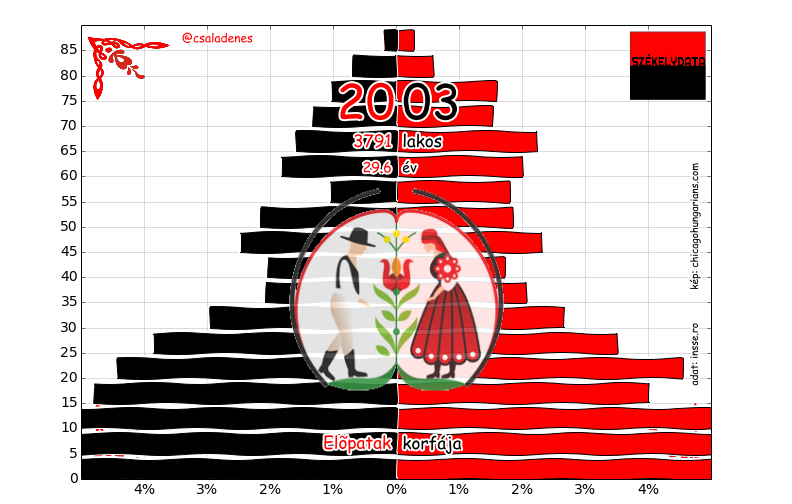 @csaladenes
SZÉKELYDATA
2003
3791 lakos
29.6 év
kép: chicagohungarians.com
adat: insse.ro
Előpatak korfája
85
80
75
70
65
60
55
50
45
40
35
30
25
20
15
10
5
0
4% 3% 2% 1% 0% 1% 2% 3% 4%